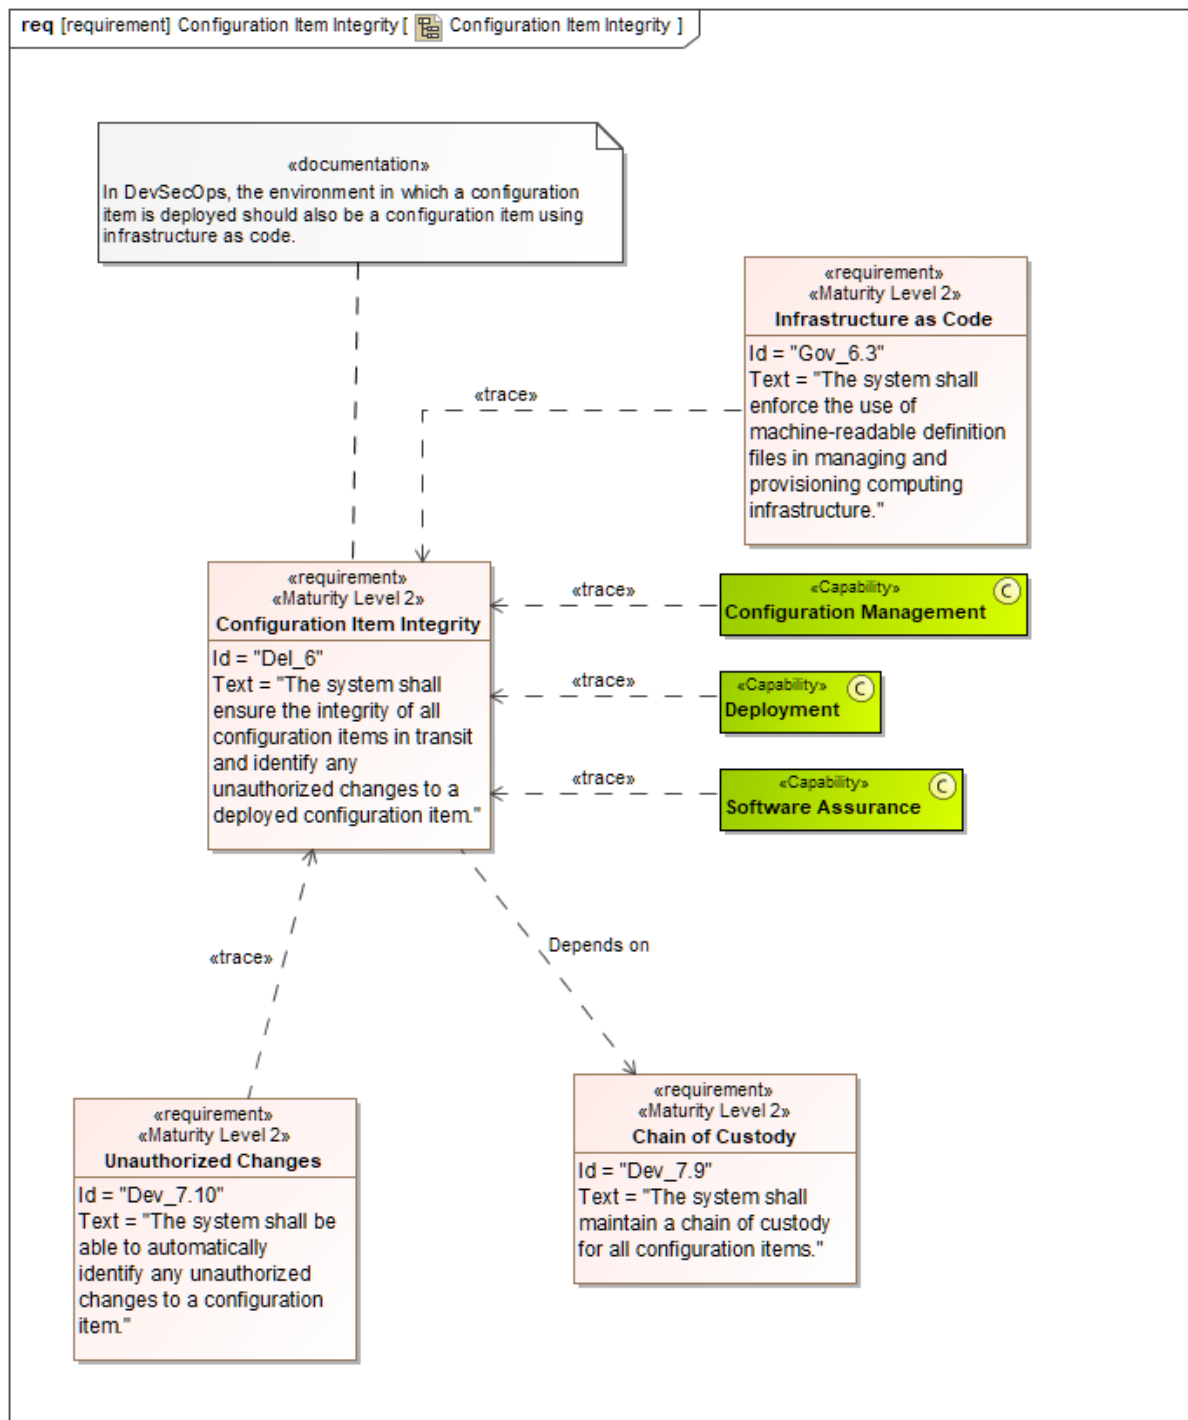 req [requirement] Configuration Item Integrity [ Configuration Item Integrity ]
«documentation»
In DevSecOps, the environment in which a configuration
item is deployed should also be a configuration item using
infrastructure as code.
«requirement»
«Maturity Level 2»
Infrastructure as Code
Id = "Gov_6.3"
Text = "The system shall
enforce the use of
machine-readable definition
files in managing and
provisioning computing
infrastructure."
«trace»
«requirement»
«Maturity Level 2»
Configuration Item Integrity
Id = "Del_6"
Text = "The system shall
ensure the integrity of all
configuration items in transit
and identify any
unauthorized changes to a
deployed configuration item."
«trace»
«Capability»
C
Configuration Management
«trace»
«Capability»
C
Deployment
«trace»
«Capability»
C
Software Assurance
«trace»
Depends on
«requirement»
«Maturity Level 2»
Unauthorized Changes
Id = "Dev_7.10"
Text = "The system shall be
able to automatically
identify any unauthorized
changes to a configuration
item."
«requirement»
«Maturity Level 2»
Chain of Custody
Id = "Dev_7.9"
Text = "The system shall
maintain a chain of custody
for all configuration items."